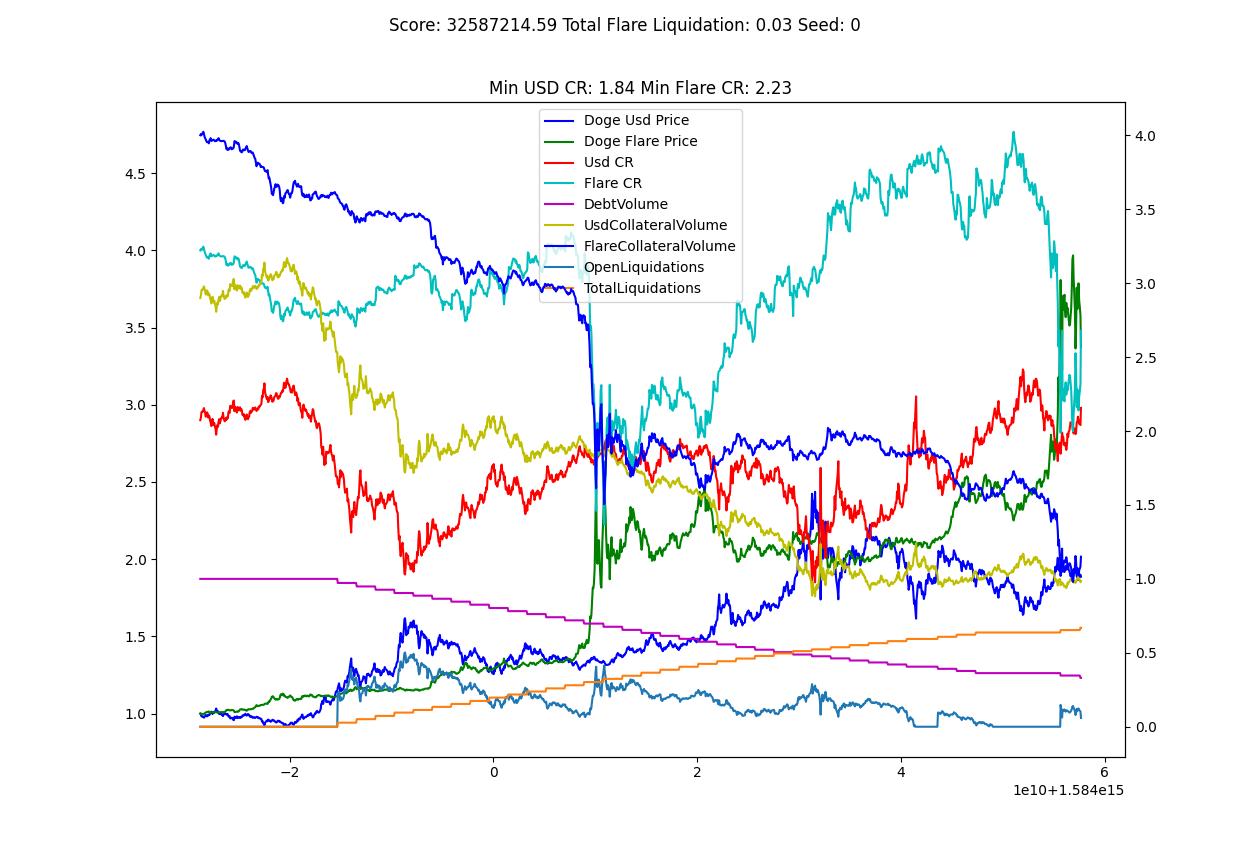 Score: 32587214.59 Total Flare Liquidation: 0.03 Seed: 0
Min USD CR: 1.84 Min Flare CR: 2.23
Doge Usd Price
Doge Flare Price
Usd CR
Flare CR
DebtVolume
UsdCollateralVolume
FlareCollateralVolume
OpenLiquidations
TotalLiquidations
4.5
4.0
3.5
3.0
2.5
2.0
1.5
1.0
4.0
3.5
3.0
2.5
2.0
1.5
1.0
0.5
0.0
−2
0
2
4
6
1e10+1.584e15